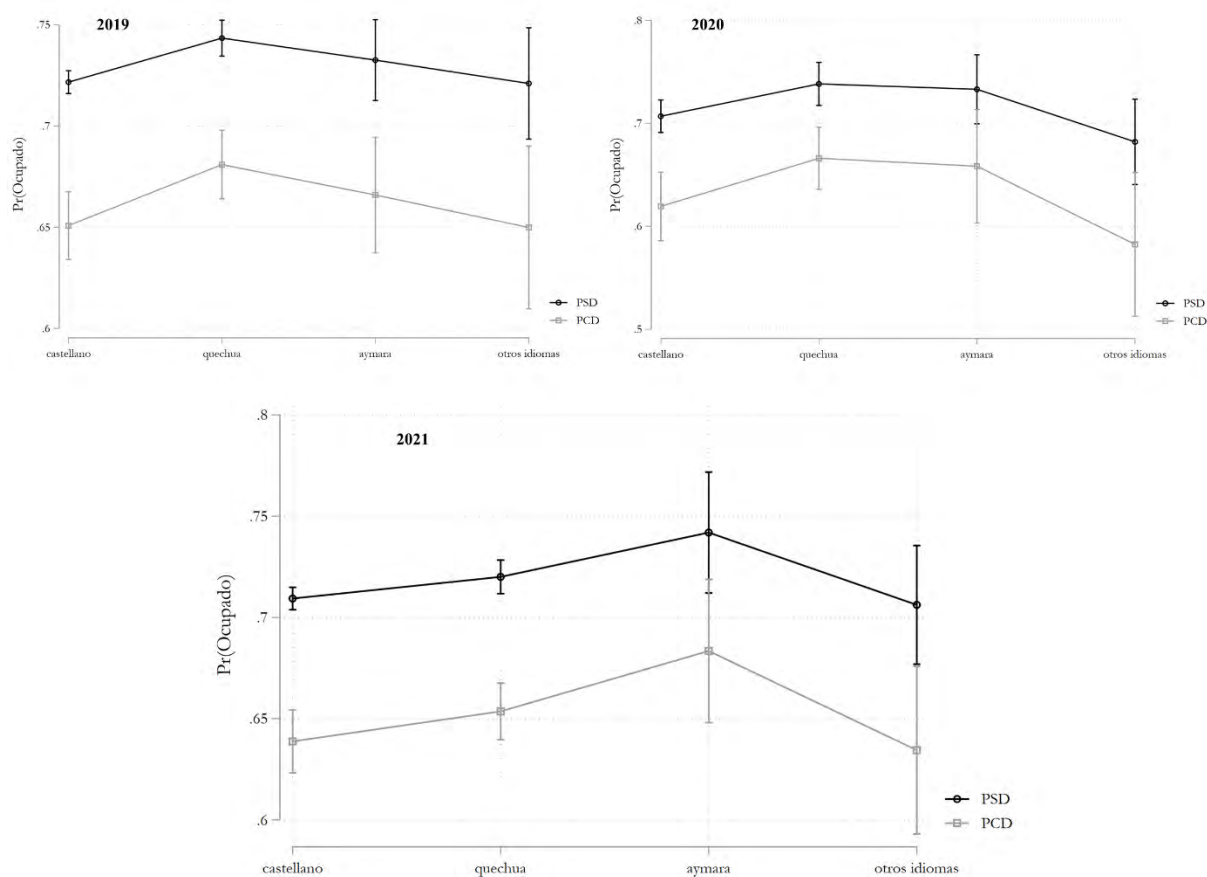 2019
.75
.7
.65
.6
Pr(Ocupado)
castellano quechua aymara otros idiomas
PSD
PCD
2020
.8
.7
.6
.5
Pr(Ocupado)
castellano quechua aymara otros idiomas
PSD
PCD
2021
.8
.75
.7
.65
.6
Pr(Ocupado)
castellano quechua aymara otros idiomas
PSD
PCD